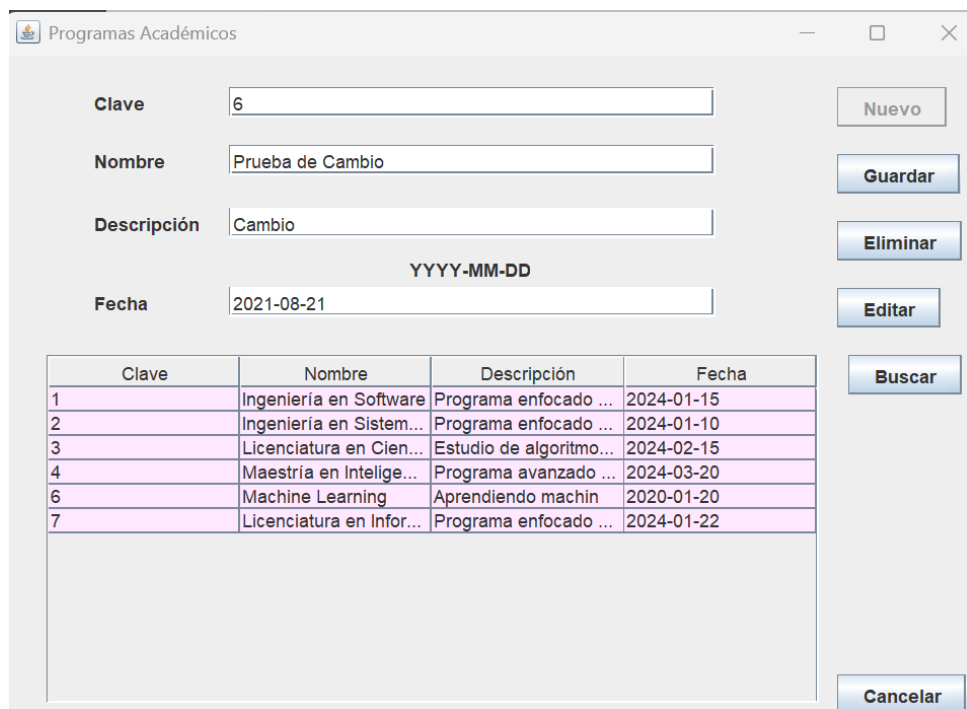 Programas Académicos
Clave 6 Nuevo
Nombre Prueba de Cambio Guardar
Descripción Cambio Eliminar
YYYY-MM-DD
Fecha 2021-08-21 Editar
Clave Nombre Descripción Fecha Buscar
1 Ingeniería en Software Programa enfocado ... 2024-01-15
2 Ingeniería en Sistem... Programa enfocado ... 2024-01-10
3 Licenciatura en Cien... Estudio de algoritmo... 2024-02-15
4 Maestría en Intelige... Programa avanzado ... 2024-03-20
6 Machine Learning Aprendiendo machin 2020-01-20
7 Licenciatura en Infor... Programa enfocado ... 2024-01-22
Cancelar